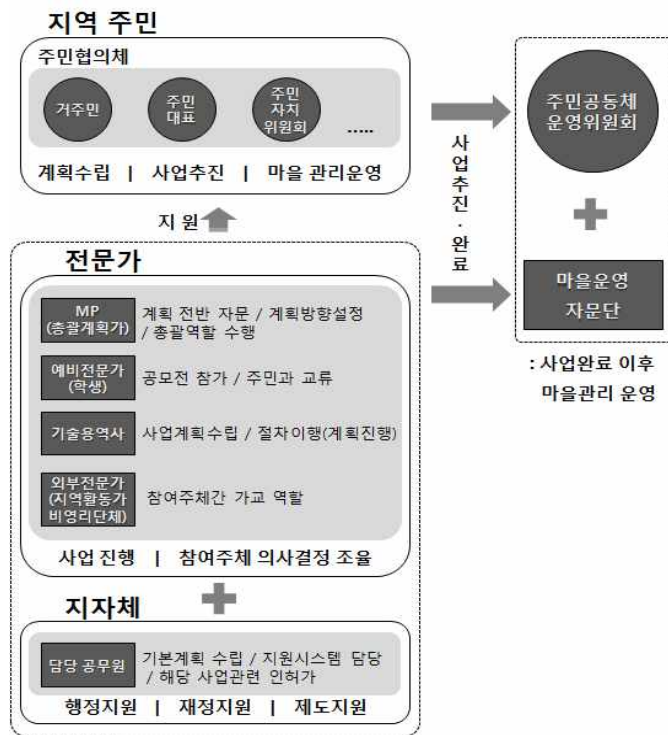 지역 주민
주민협의체
거주민
주민
대표
주민
자치
위원회
.....
계획수립 | 사업추진 | 마을 관리운영
지 원
전문가
MP
(총괄계획가)
계획 전반 자문 / 계획방향설정
/ 총괄역할 수행
예비전문가
(학생)
공모전 참가 / 주민과 교류
기술용역사
사업계획수립 / 절차이행(계획진행)
외부전문가
(지역활동가
비영리단체)
참여주체간 가교 역할
사업 진행 | 참여주체 의사결정 조율
지자체
담당 공무원
기본계획 수립 / 지원시스템 담당
/ 해당 사업관련 인허가
행정지원 | 재정지원 | 제도지원
사업추진·완료
주민공동체
운영위원회
마을운영
자문단
: 사업완료 이후
마을관리 운영